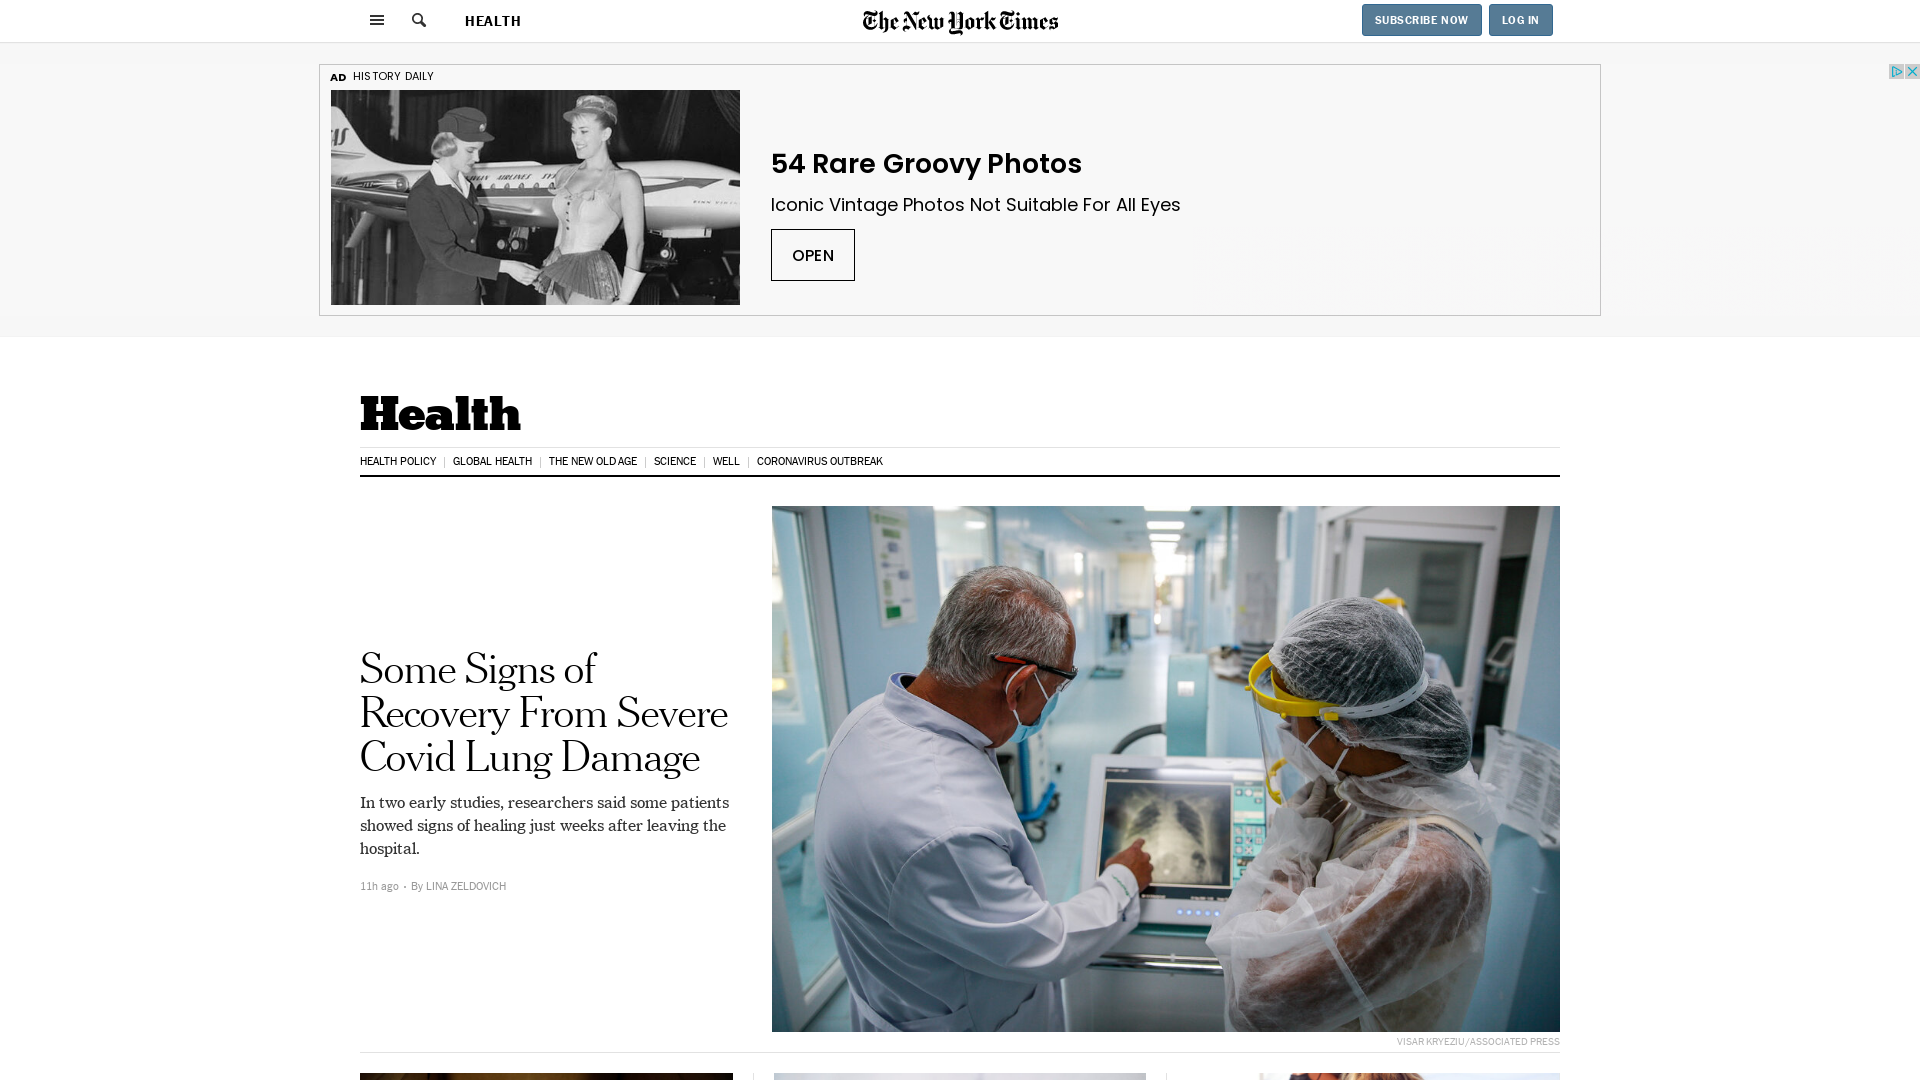 HEALTH
The New York Times
SUBSCRIBE NOW
LOG IN
AD HISTORY DAILY
54 Rare Groovy Photos
Iconic Vintage Photos Not Suitable For All Eyes
OPEN
Health
HEALTH POLICY
GLOBAL HEALTH
THE NEW OLD AGE
SCIENCE
WELL
CORONAVIRUS OUTBREAK
Some Signs of
Recovery From Severe
Covid Lung Damage
In two early studies, researchers said some patients
showed signs of healing just weeks after leaving the
hospital.
11h ago · By LINA ZELDOVICH
VISAR KRYEZIU/ASSOCIATED PRESS